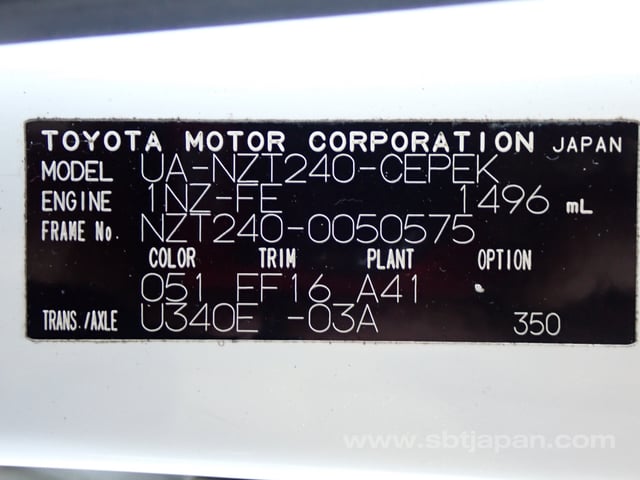 TOYOTA MOTOR CORPORATION JAPAN
MODEL UA-NZT240-CEPEK
ENGINE 1NZ-FE 1496 mL
FRAME No. NZT240-0050575
COLOR TRIM PLANT OPTION
051 EF16 A41
TRANS./AXLE U340E -03A 350
www.sbtjapan.com